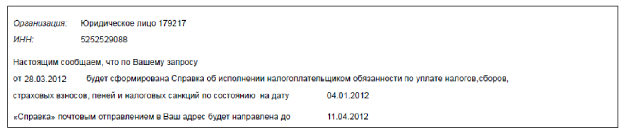 Организация: Юридическое лицо 179217
ИНН: 5252529088
Настоящим сообщаем, что по Вашему запросу
от 28.03.2012 будет сформирована Справка об исполнении налогоплательщиком обязанности по уплате налогов,сборов,
страховых взносов, пеней и налоговых санкций по состоянию на дату 04.01.2012
«Справка» почтовым отправлением в Ваш адрес будет направлена до 11.04.2012